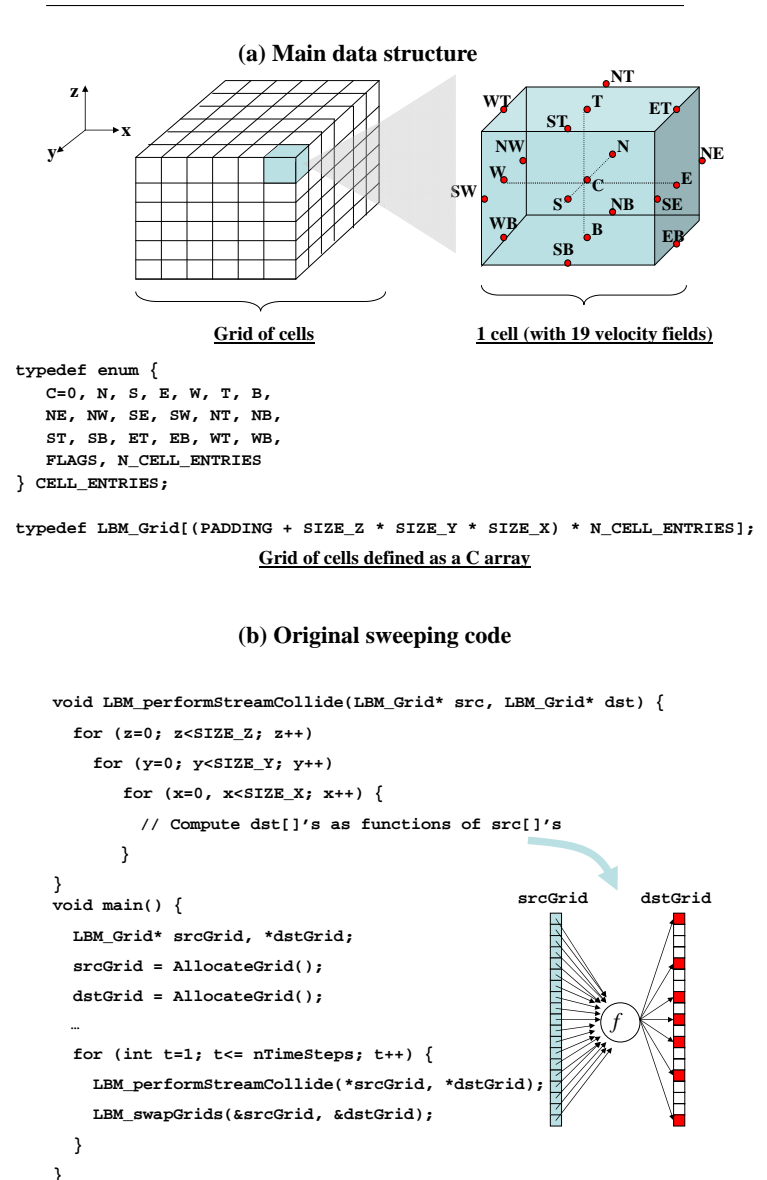 (a) Main data structure
z
x
y
NT
WT
T
ET
ST
NW
N
NE
W
C
E
SW
S
NB
SE
WB
B
EB
SB
Grid of cells
1 cell (with 19 velocity fields)
typedef enum {
C=0, N, S, E, W, T, B,
NE, NW, SE, SW, NT, NB,
ST, SB, ET, EB, WT, WB,
FLAGS, N_CELL_ENTRIES
} CELL_ENTRIES;
typedef LBM_Grid[(PADDING + SIZE_Z * SIZE_Y * SIZE_X) * N_CELL_ENTRIES];
Grid of cells defined as a C array
(b) Original sweeping code
void LBM_performStreamCollide(LBM_Grid* src, LBM_Grid* dst) {
for (z=0; z<SIZE_Z; z++)
for (y=0; y<SIZE_Y; y++)
for (x=0, x<SIZE_X; x++) {
// Compute dst[]’s as functions of src[]’s
}
}
void main() {
LBM_Grid* srcGrid, *dstGrid;
srcGrid = AllocateGrid();
dstGrid = AllocateGrid();
…
for (int t=1; t<= nTimeSteps; t++) {
LBM_performStreamCollide(*srcGrid, *dstGrid);
LBM_swapGrids(&srcGrid, &dstGrid);
}
}
srcGrid
dstGrid
f